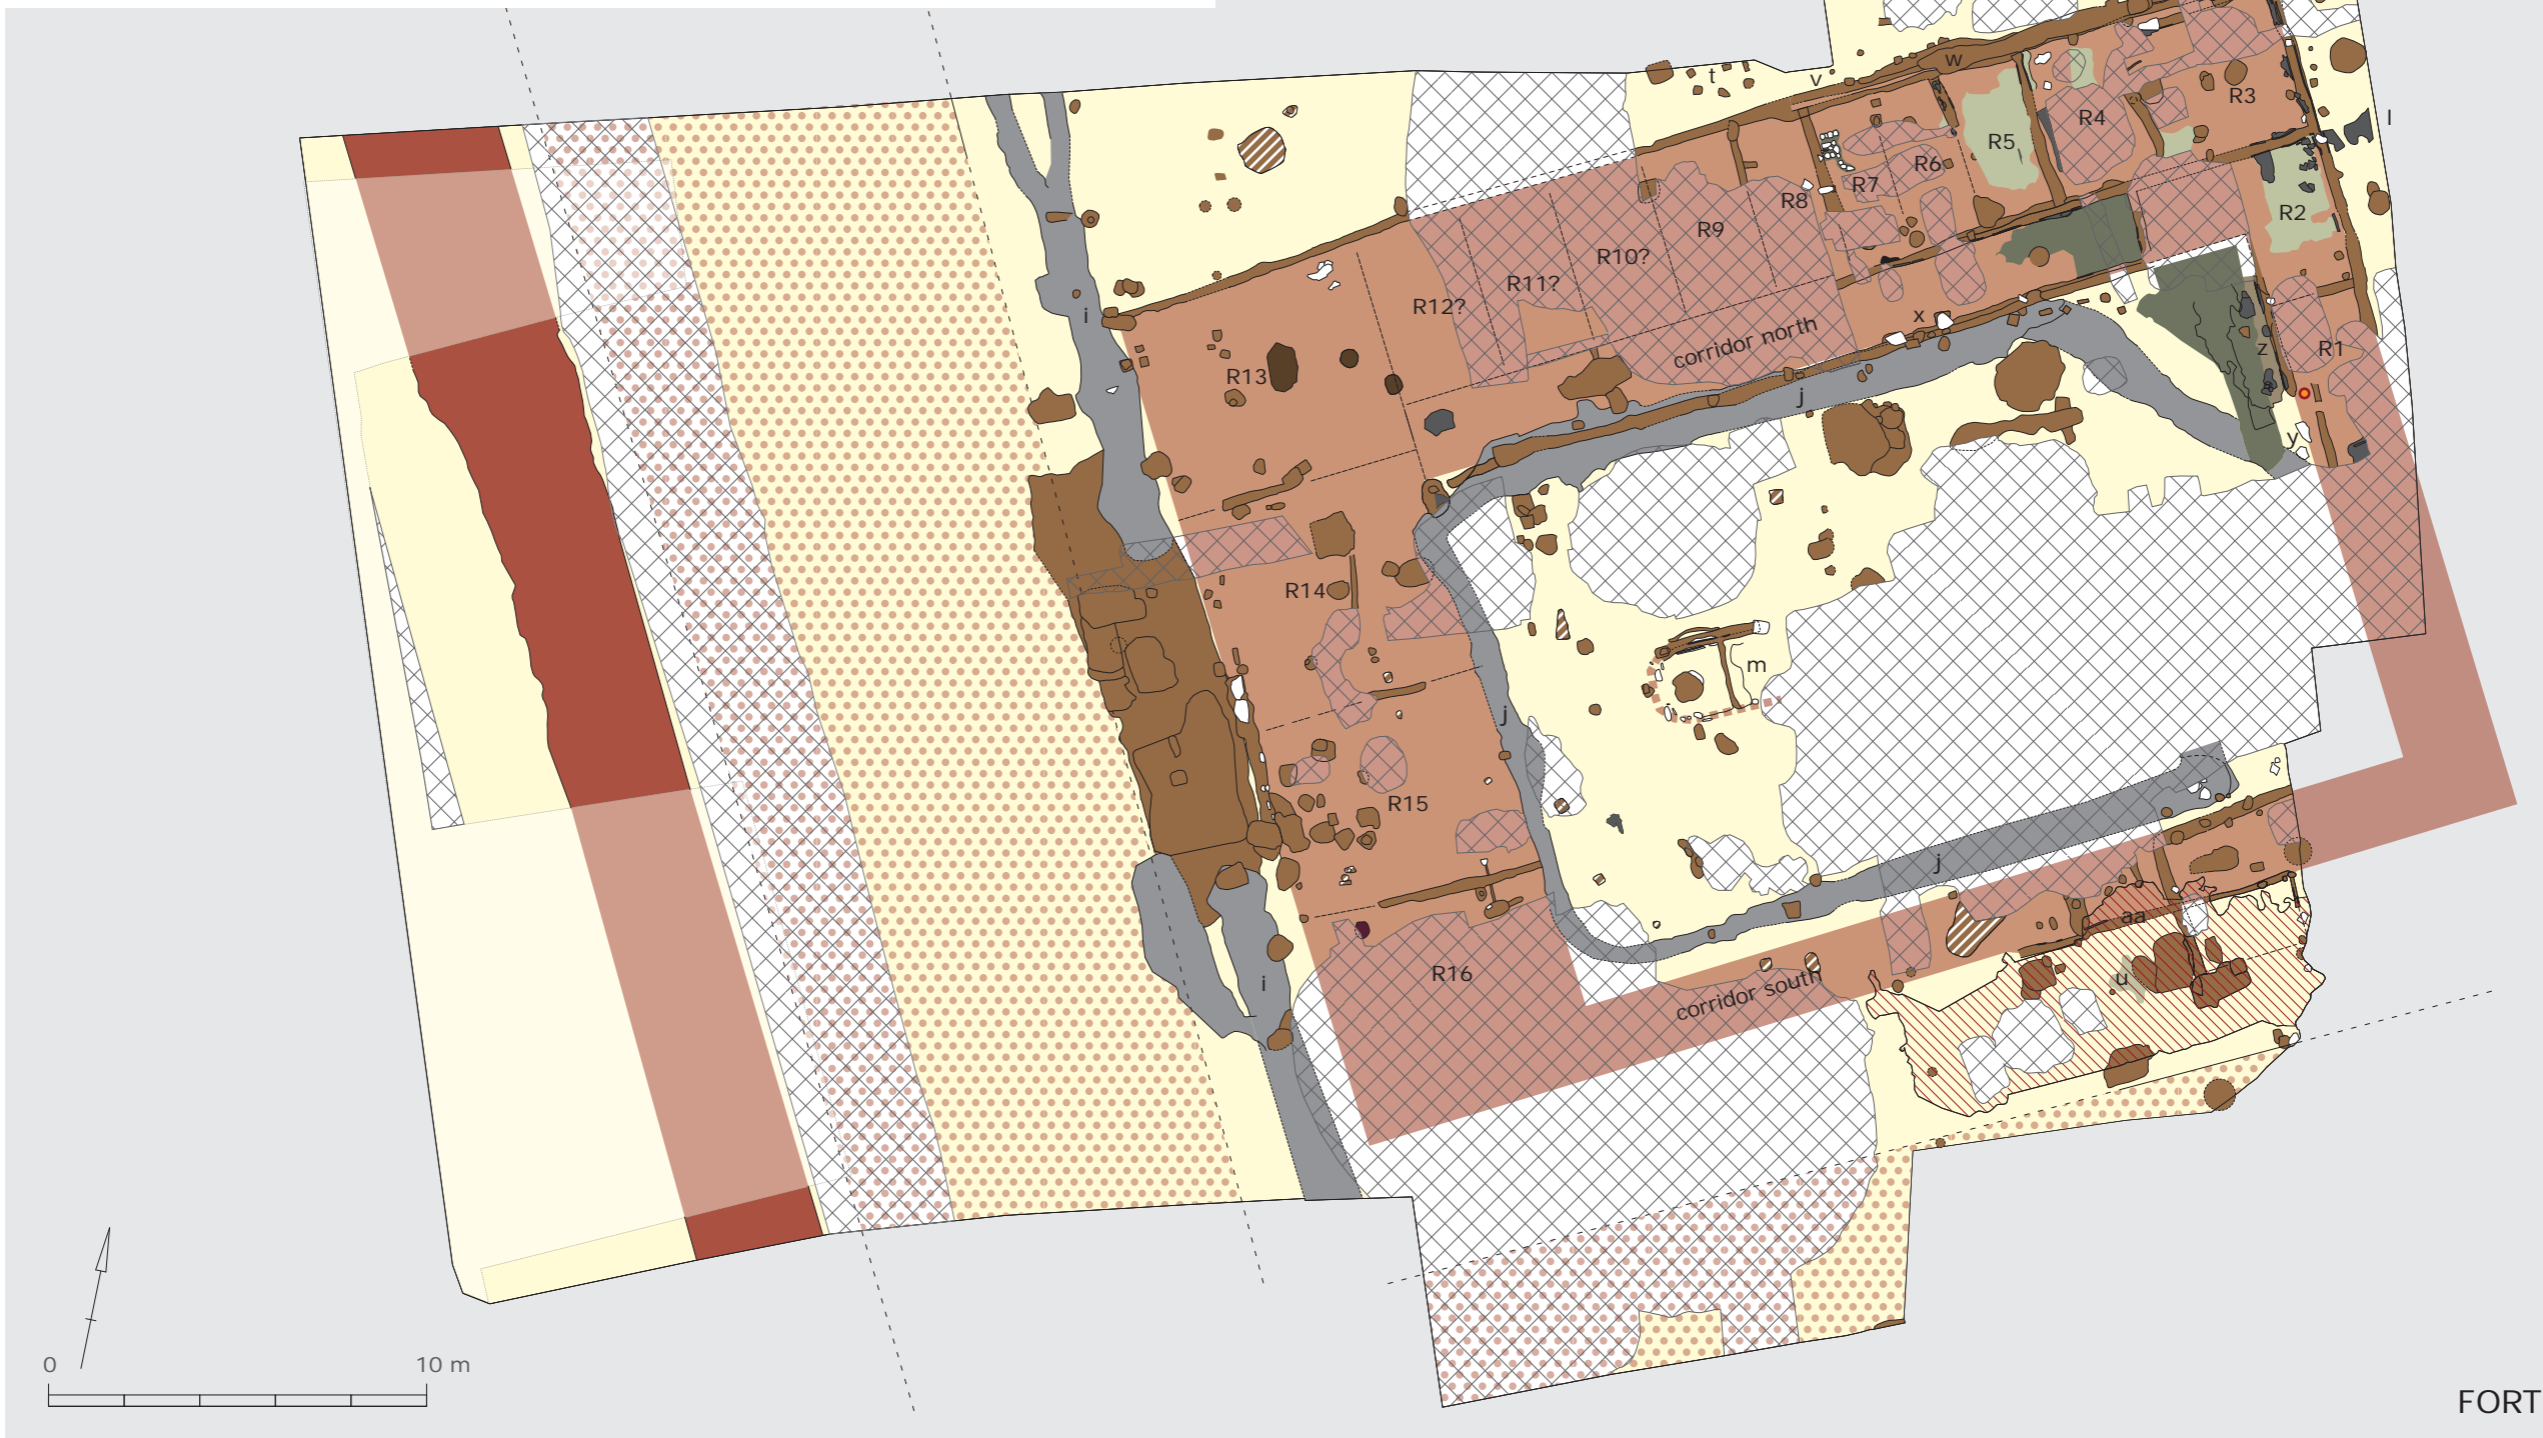 t
v
w
R3
l
R4
R5
R6
R7
R8
R2
R9
R10?
R11?
R12?
i
x
corridor north
z
R1
R13
j
y
R14
m
j
R15
j
aa
R16
u
i
corridor south
0
10 m
FORT